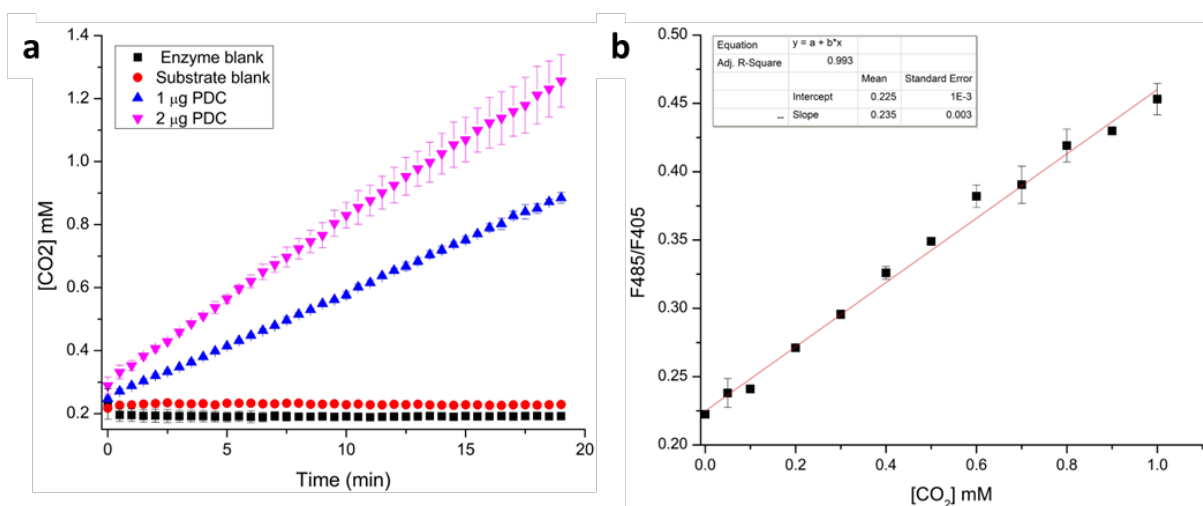 a
Enzyme blank
Substrate blank
1 μg PDC
2 μg PDC
1.4
1.2
1.0
0.8
0.6
0.4
0.2
[CO2] mM
0 5 10 15 20
Time (min)
b
Equation y = a + b*x
Adj. R-Square 0.993
Mean Standard Error
Intercept 0.225 1E-3
-- Slope 0.235 0.003
0.45
0.40
0.35
0.30
0.25
0.20
F485/F405
0.0 0.2 0.4 0.6 0.8 1.0
[CO₂] mM